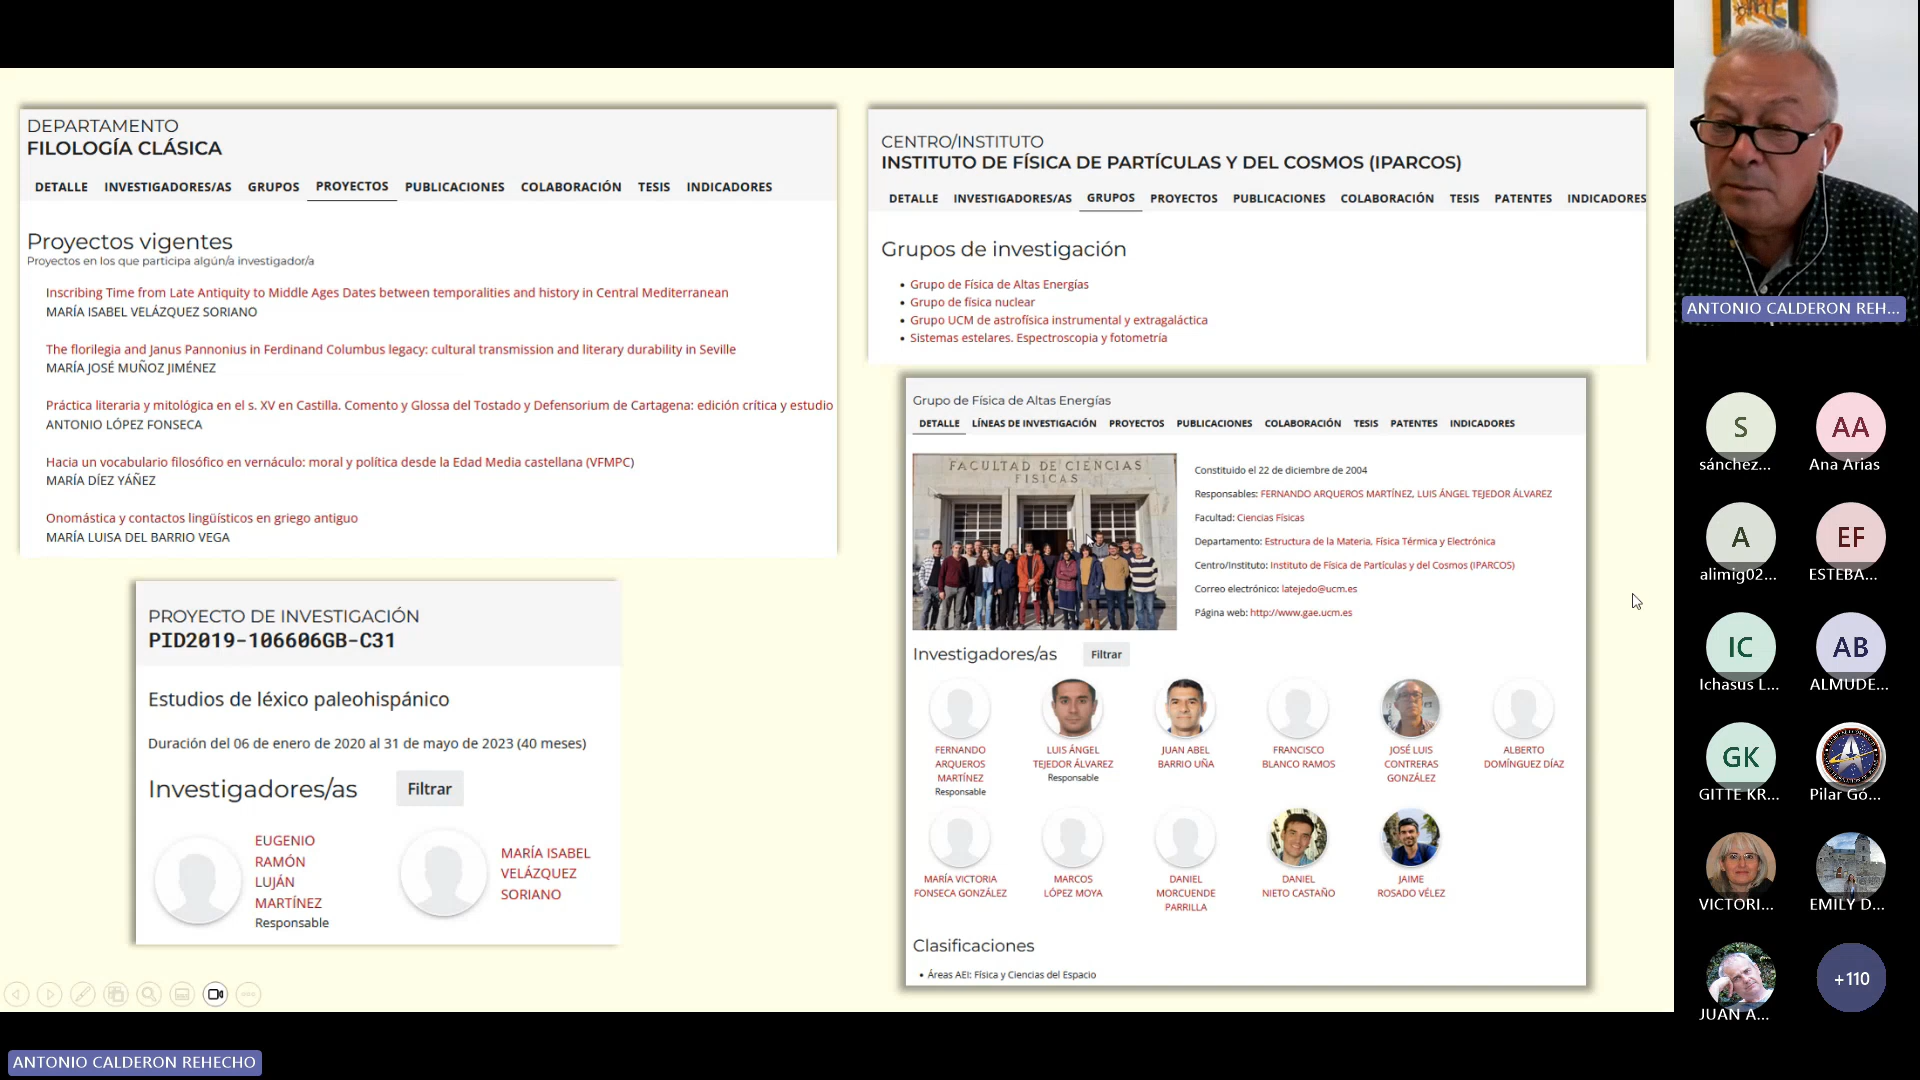 DEPARTAMENTO
FILOLOGÍA CLÁSICA
DETALLE INVESTIGADORES/AS GRUPOS PROYECTOS PUBLICACIONES COLABORACIÓN TESIS INDICADORES
Proyectos vigentes
Proyectos en los que participa algún/a investigador/a
Inscribing Time from Late Antiquity to Middle Ages Dates between temporalities and history in Central Mediterranean
MARÍA ISABEL VELÁZQUEZ SORIANO
The florilegia and Janus Pannonius in Ferdinand Columbus legacy: cultural transmission and literary durability in Seville
MARÍA JOSÉ MUÑOZ JIMÉNEZ
Práctica literaria y mitológica en el s. XV en Castilla. Comento y Glossa del Tostado y Defensorium de Cartagena: edición crítica y estudio
ANTONIO LÓPEZ FONSECA
Hacia un vocabulario filosófico en vernáculo: moral y política desde la Edad Media castellana (VFMPC)
MARÍA DÍEZ YÁÑEZ
Onomástica y contactos lingüísticos en griego antiguo
MARÍA LUISA DEL BARRIO VEGA
PROYECTO DE INVESTIGACIÓN
PID2019-106606GB-C31
Estudios de léxico paleohispánico
Duración del 06 de enero de 2020 al 31 de mayo de 2023 (40 meses)
Investigadores/as Filtrar
EUGENIO
RAMÓN
LUJÁN
MARTÍNEZ
Responsable
MARÍA ISABEL
VELÁZQUEZ
SORIANO
CENTRO/INSTITUTO
INSTITUTO DE FÍSICA DE PARTÍCULAS Y DEL COSMOS (IPARCOS)
DETALLE INVESTIGADORES/AS GRUPOS PROYECTOS PUBLICACIONES COLABORACIÓN TESIS PATENTES INDICADORES
Grupos de investigación
• Grupo de Física de Altas Energías
• Grupo de física nuclear
• Grupo UCM de astrofísica instrumental y extragaláctica
• Sistemas estelares. Espectroscopia y fotometría
Grupo de Física de Altas Energías
DETALLE LÍNEAS DE INVESTIGACIÓN PROYECTOS PUBLICACIONES COLABORACIÓN TESIS PATENTES INDICADORES
FACULTAD DE CIENCIAS
FISICAS
Constituido el 22 de diciembre de 2004
Responsables: FERNANDO ARQUEROS MARTÍNEZ, LUIS ÁNGEL TEJEDOR ÁLVAREZ
Facultad: Ciencias Físicas
Departamento: Estructura de la Materia, Física Térmica y Electrónica
Centro/Instituto: Instituto de Física de Partículas y del Cosmos (IPARCOS)
Correo electrónico: latejedo@ucm.es
Página web: http://www.gae.ucm.es
Investigadores/as Filtrar
FERNANDO
ARQUEROS
MARTÍNEZ
Responsable
LUIS ÁNGEL
TEJEDOR ÁLVAREZ
Responsable
JUAN ABEL
BARRIO UÑA
FRANCISCO
BLANCO RAMOS
JOSÉ LUIS
CONTRERAS
GONZÁLEZ
ALBERTO
DOMÍNGUEZ DÍAZ
MARÍA VICTORIA
FONSECA GONZÁLEZ
MARCOS
LÓPEZ MOYA
DANIEL
MORCUENDE
PARRILLA
DANIEL
NIETO CASTAÑO
JAIME
ROSADO VÉLEZ
Clasificaciones
• Áreas AEI: Física y Ciencias del Espacio
ANTONIO CALDERON REH...
S AA
sánchez... Ana Arias
A EF
alimig02... ESTEBA...
IC AB
Ichasus L... ALMUDE...
GK
GITTE KR... Pilar Gó...
VICTORI... EMILY D...
+110
JUAN A...
ANTONIO CALDERON REHECHO